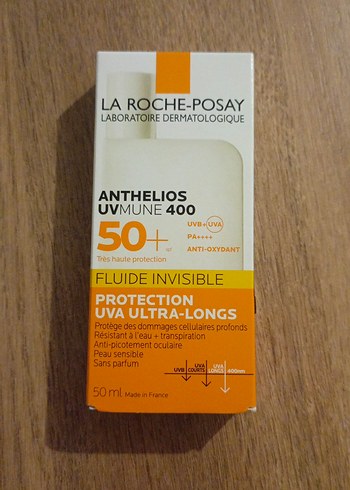 LA ROCHE-POSAY
LABORATOIRE DERMATOLOGIQUE
ANTHELIOS
UVMUNE 400
50+
Très haute protection
UVB+UVA
PA++++
ANTI-OXYDANT
FLUIDE INVISIBLE
PROTECTION
UVA ULTRA-LONGS
Protège des dommages cellulaires profonds
Résistant à l'eau + transpiration
Anti-picotement oculaire
Peau sensible
Sans parfum
UVB UVA COURTS UVA LONGS 400nm
50 ml Made in France